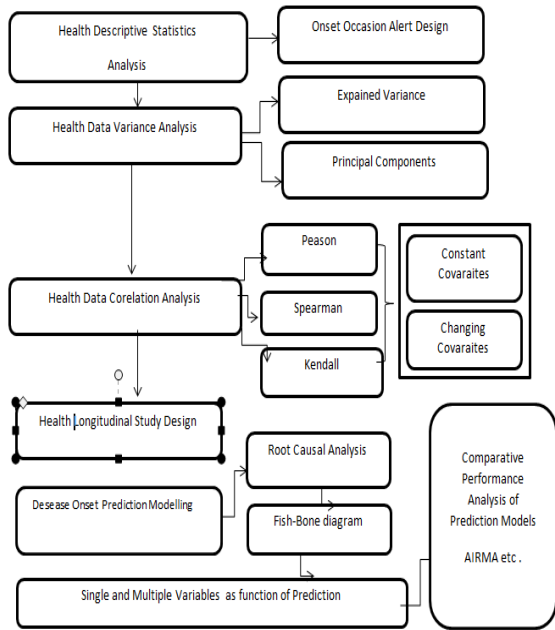 Health Descriptive Statistics
Analysis
Onset Occasion Alert Design
Expained Variance
Health Data Variance Analysis
Principal Components
Peason
Constant
Covaraites
Health Data Corelation Analysis
Spearman
Changing
Covaraites
Kendall
Health Longitudinal Study Design
Root Causal Analysis
Comparative
Performance
Analysis of
Prediction Models
AIRMA etc .
Desease Onset Prediction Modelling
Fish-Bone diagram
Single and Multiple Variables as function of Prediction